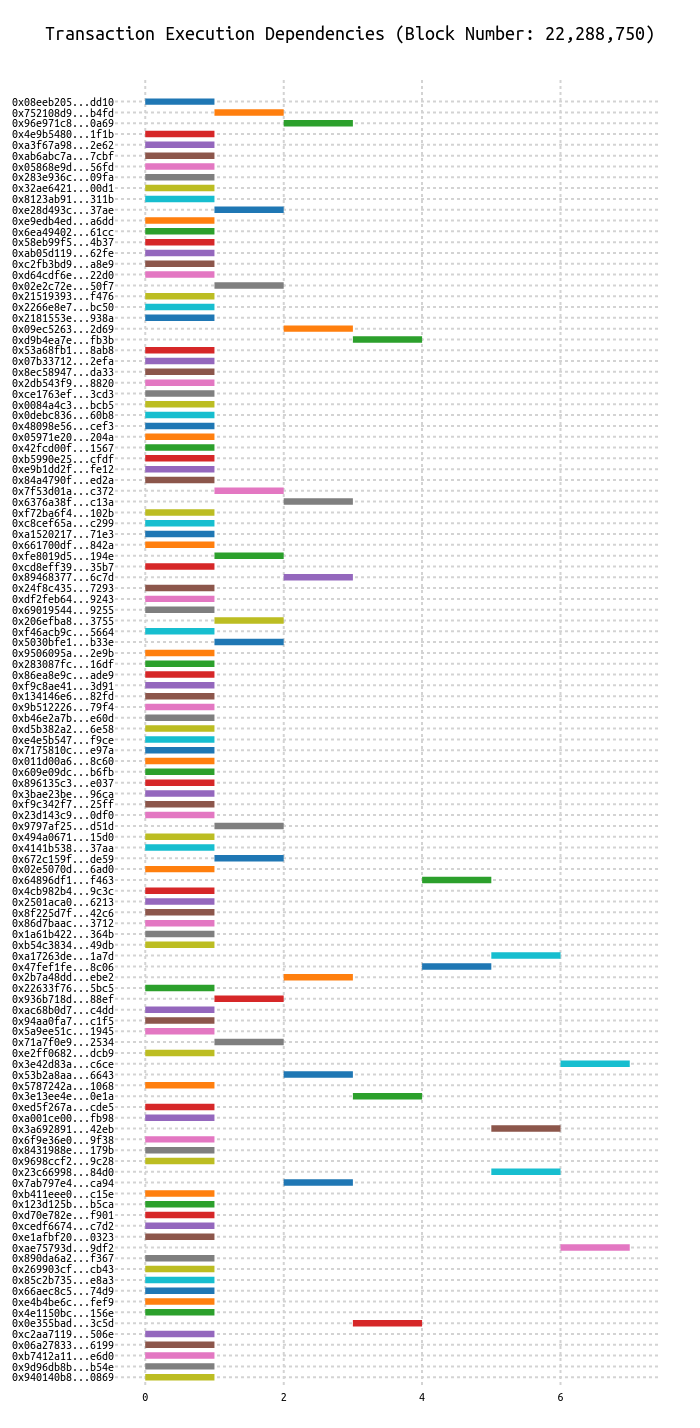 Transaction Execution Dependencies (Block Number: 22,288,750)
0x08eeb205...dd10
0x752108d9...b4fd
0x96e971c8...0a69
0x4e9b5480...1f1b
0xa3f67a98...2e62
0xab6abc7a...7cbf
0x05868e9d...56fd
0x283e936c...09fa
0x32ae6421...00d1
0x8123ab91...311b
0xe28d493c...37ae
0xe9edb4ed...a6dd
0x6ea49402...61cc
0x58eb99f5...4b37
0xab05d119...62fe
0xc2fb3bd9...a8e9
0xd64cdf6e...22d0
0x02e2c72e...50f7
0x21519393...f476
0x2266e8e7...bc50
0x2181553e...938a
0x09ec5263...2d69
0xd9b4ea7e...fb3b
0x53a68fb1...8ab8
0x07b33712...2efa
0x8ec58947...da33
0x2db543f9...8820
0xce1763ef...3cd3
0x0084a4c3...bcb5
0x0debc836...60b8
0x48098e56...cef3
0x05971e20...204a
0x42fcd00f...1567
0xb5990e25...cfdf
0xe9b1dd2f...fe12
0x84a4790f...ed2a
0x7f53d01a...c372
0x6376a38f...c13a
0xf72ba6f4...102b
0xc8cef65a...c299
0xa1520217...71e3
0x661700df...842a
0xfe8019d5...194e
0xcd8eff39...35b7
0x89468377...6c7d
0x24f8c435...7293
0xdf2feb64...9243
0x69019544...9255
0x206efba8...3755
0xf46acb9c...5664
0x5030bfe1...b33e
0x9506095a...2e9b
0x283087fc...16df
0x86ea8e9c...ade9
0xf9c8ae41...3d91
0x134146e6...82fd
0x9b512226...79f4
0xb46e2a7b...e60d
0xd5b382a2...6e58
0xe4e5b547...f9ce
0x7175810c...e97a
0x011d00a6...8c60
0x609e09dc...b6fb
0x896135c3...e037
0x3bae23be...96ca
0xf9c342f7...25ff
0x23d143c9...0df0
0x9797af25...d51d
0x494a0671...15d0
0x4141b538...37aa
0x672c159f...de59
0x02e5070d...6ad0
0x64896df1...f463
0x4cb982b4...9c3c
0x2501aca0...6213
0x8f225d7f...42c6
0x86d7baac...3712
0x1a61b422...364b
0xb54c3834...49db
0xa17263de...1a7d
0x47fef1fe...8c06
0x2b7a48dd...ebe2
0x22633f76...5bc5
0x936b718d...88ef
0xac68b0d7...c4dd
0x94aa0fa7...c1f5
0x5a9ee51c...1945
0x71a7f0e9...2534
0xe2ff0682...dcb9
0x3e42d83a...c6ce
0x53b2a8aa...6643
0x5787242a...1068
0x3e13ee4e...0e1a
0xed5f267a...cde5
0xa001ce00...fb98
0x3a692891...42eb
0x6f9e36e0...9f38
0x8431988e...179b
0x9698ccf2...9c28
0x23c66998...84d0
0x7ab797e4...ca94
0xb411eee0...c15e
0x123d125b...b5ca
0xd70e782e...f901
0xcedf6674...c7d2
0xe1afbf20...0323
0xae75793d...9df2
0x890da6a2...f367
0x269903cf...cb43
0x85c2b735...e8a3
0x66aec8c5...74d9
0xe4b4be6c...fef9
0x4e1150bc...156e
0x0e355bad...3c5d
0xc2aa7119...506e
0x06a27833...6199
0xb7412a11...e6d0
0x9d96db8b...b54e
0x940140b8...0869
0 2 4 6